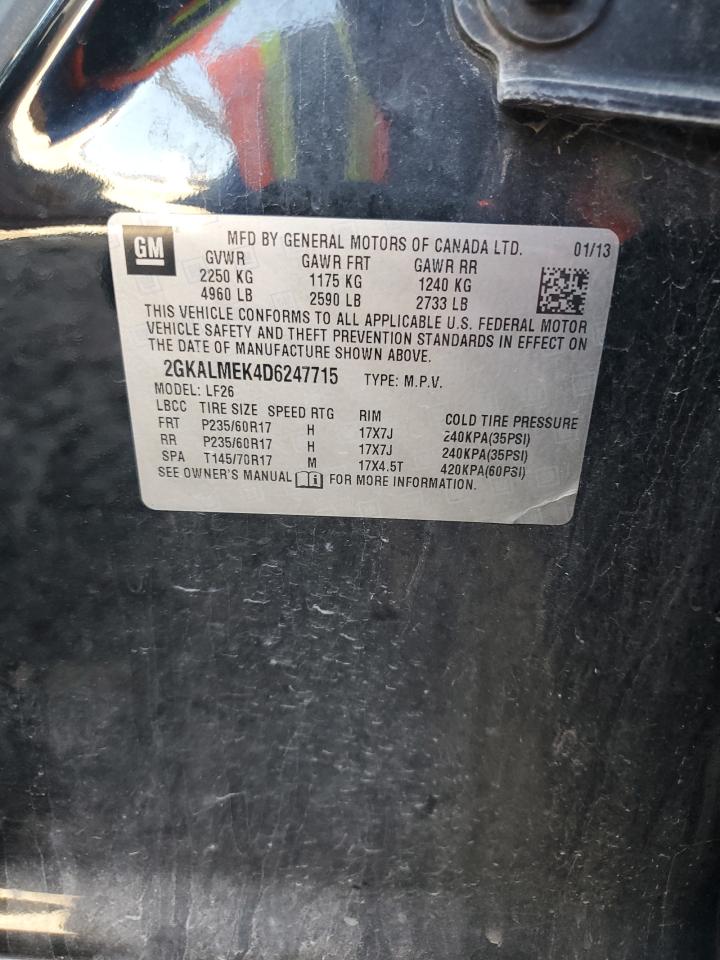 GM
MFD BY GENERAL MOTORS OF CANADA LTD. 01/13
GVWR GAWR FRT GAWR RR
2250 KG 1175 KG 1240 KG
4960 LB 2590 LB 2733 LB
THIS VEHICLE CONFORMS TO ALL APPLICABLE U.S. FEDERAL MOTOR
VEHICLE SAFETY AND THEFT PREVENTION STANDARDS IN EFFECT ON
THE DATE OF MANUFACTURE SHOWN ABOVE.
2GKALMEK4D6247715 TYPE: M.P.V.
MODEL: LF26
LBCC TIRE SIZE SPEED RTG RIM COLD TIRE PRESSURE
FRT P235/60R17 H 17X7J 240KPA(35PSI)
RR P235/60R17 H 17X7J 240KPA(35PSI)
SPA T145/70R17 M 17X4.5T 420KPA(60PSI)
SEE OWNER'S MANUAL FOR MORE INFORMATION.